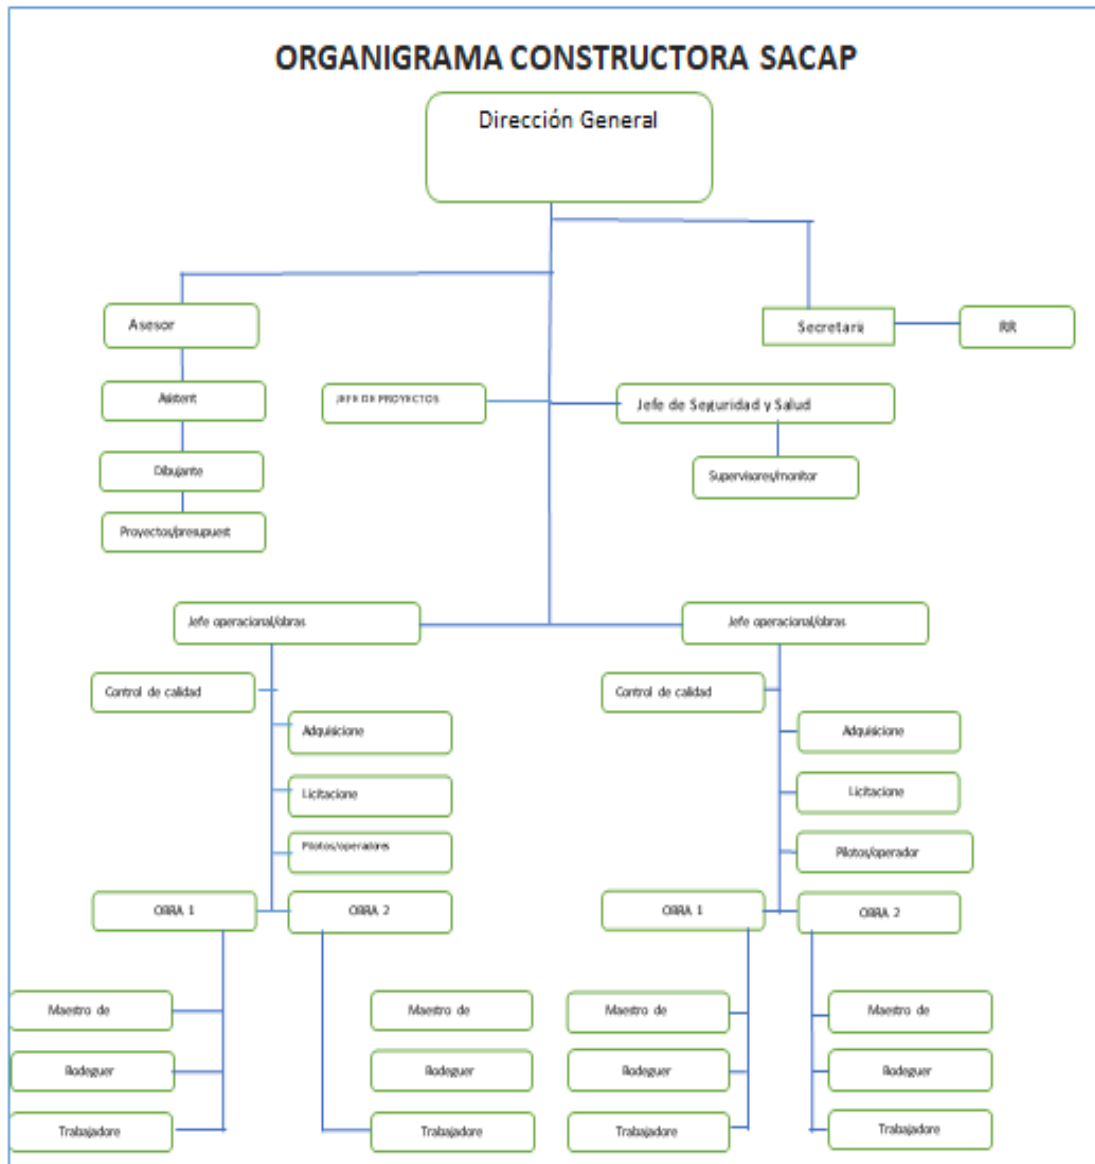 ORGANIGRAMA CONSTRUCTORA SACAP
Dirección General
Asesor
Secretaria
RR
Asistent
JEFE DE PROYECTOS
Jefe de Seguridad y Salud
Dibujante
Supervisores/monitor
Proyectos/presupuest
Jefe operacional/obras
Jefe operacional/obras
Control de calidad
Control de calidad
Adquisicione
Adquisicione
Licitacione
Licitacione
Pilotos/operadores
Pilotos/operador
OBRA 1
OBRA 2
OBRA 1
OBRA 2
Maestro de
Maestro de
Maestro de
Maestro de
Bodeguer
Bodeguer
Bodeguer
Bodeguer
Trabajadore
Trabajadore
Trabajadore
Trabajadore